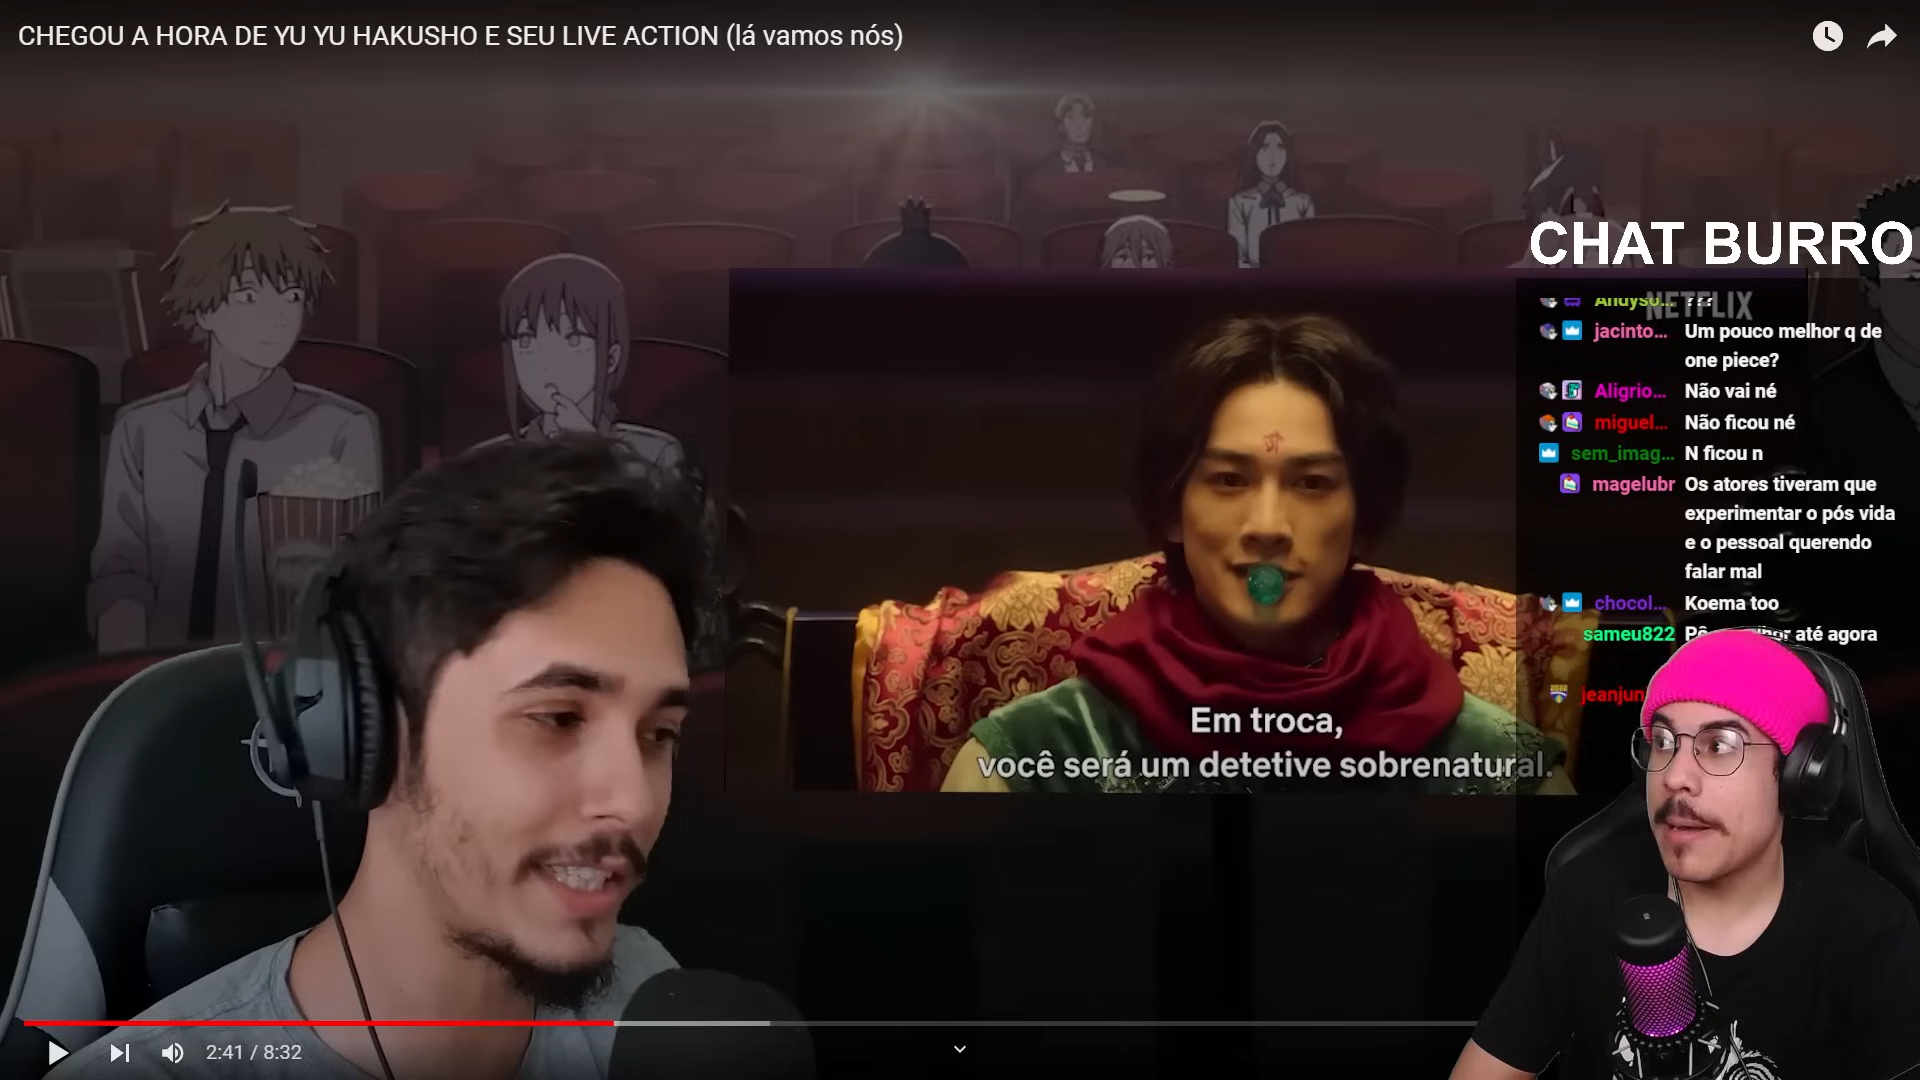 CHEGOU A HORA DE YU YU HAKUSHO E SEU LIVE ACTION (lá vamos nós)
CHAT BURRO
NETFLIX
Andyso... ???
jacinto... Um pouco melhor q de
one piece?
Aligrio... Não vai né
miguel... Não ficou né
sem_imag... N ficou n
magelubr Os atores tiveram que
experimentar o pós vida
e o pessoal querendo
falar mal
chocol... Koema too
sameu822 até agora
jeanjun
Em troca,
você será um detetive sobrenatural.
2:41 / 8:32